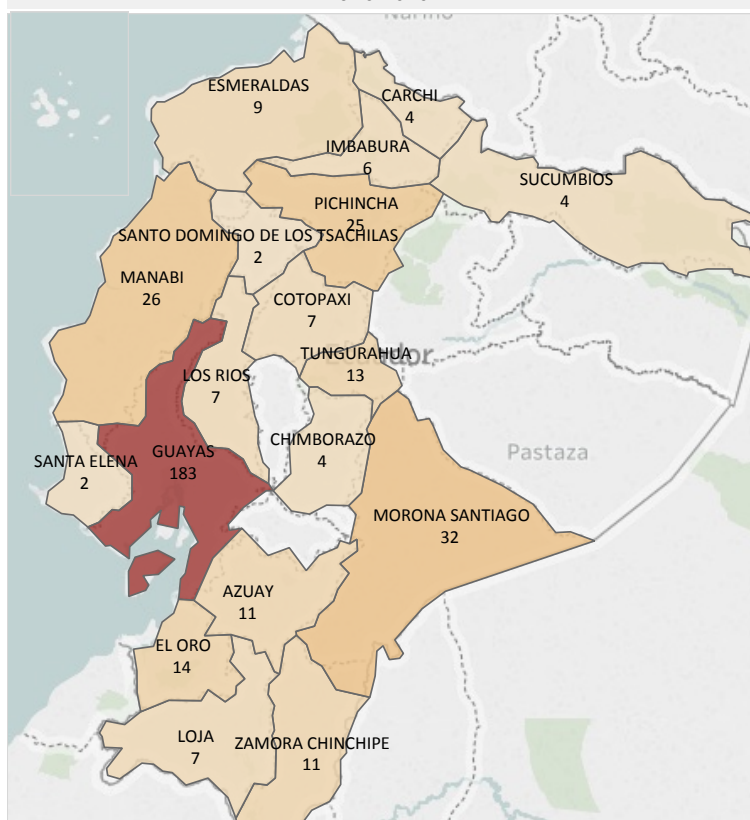 Nariño
ESMERALDAS
9
CARCHI
4
IMBABURA
6
SUCUMBIOS
4
PICHINCHA
25
SANTO DOMINGO DE LOS TSACHILAS
2
MANABI
26
COTOPAXI
7
Ecuador
TUNGURAHUA
13
LOS RIOS
7
CHIMBORAZO
4
Pastaza
SANTA ELENA
2
GUAYAS
183
MORONA SANTIAGO
32
AZUAY
11
EL ORO
14
LOJA
7
ZAMORA CHINCHIPE
11